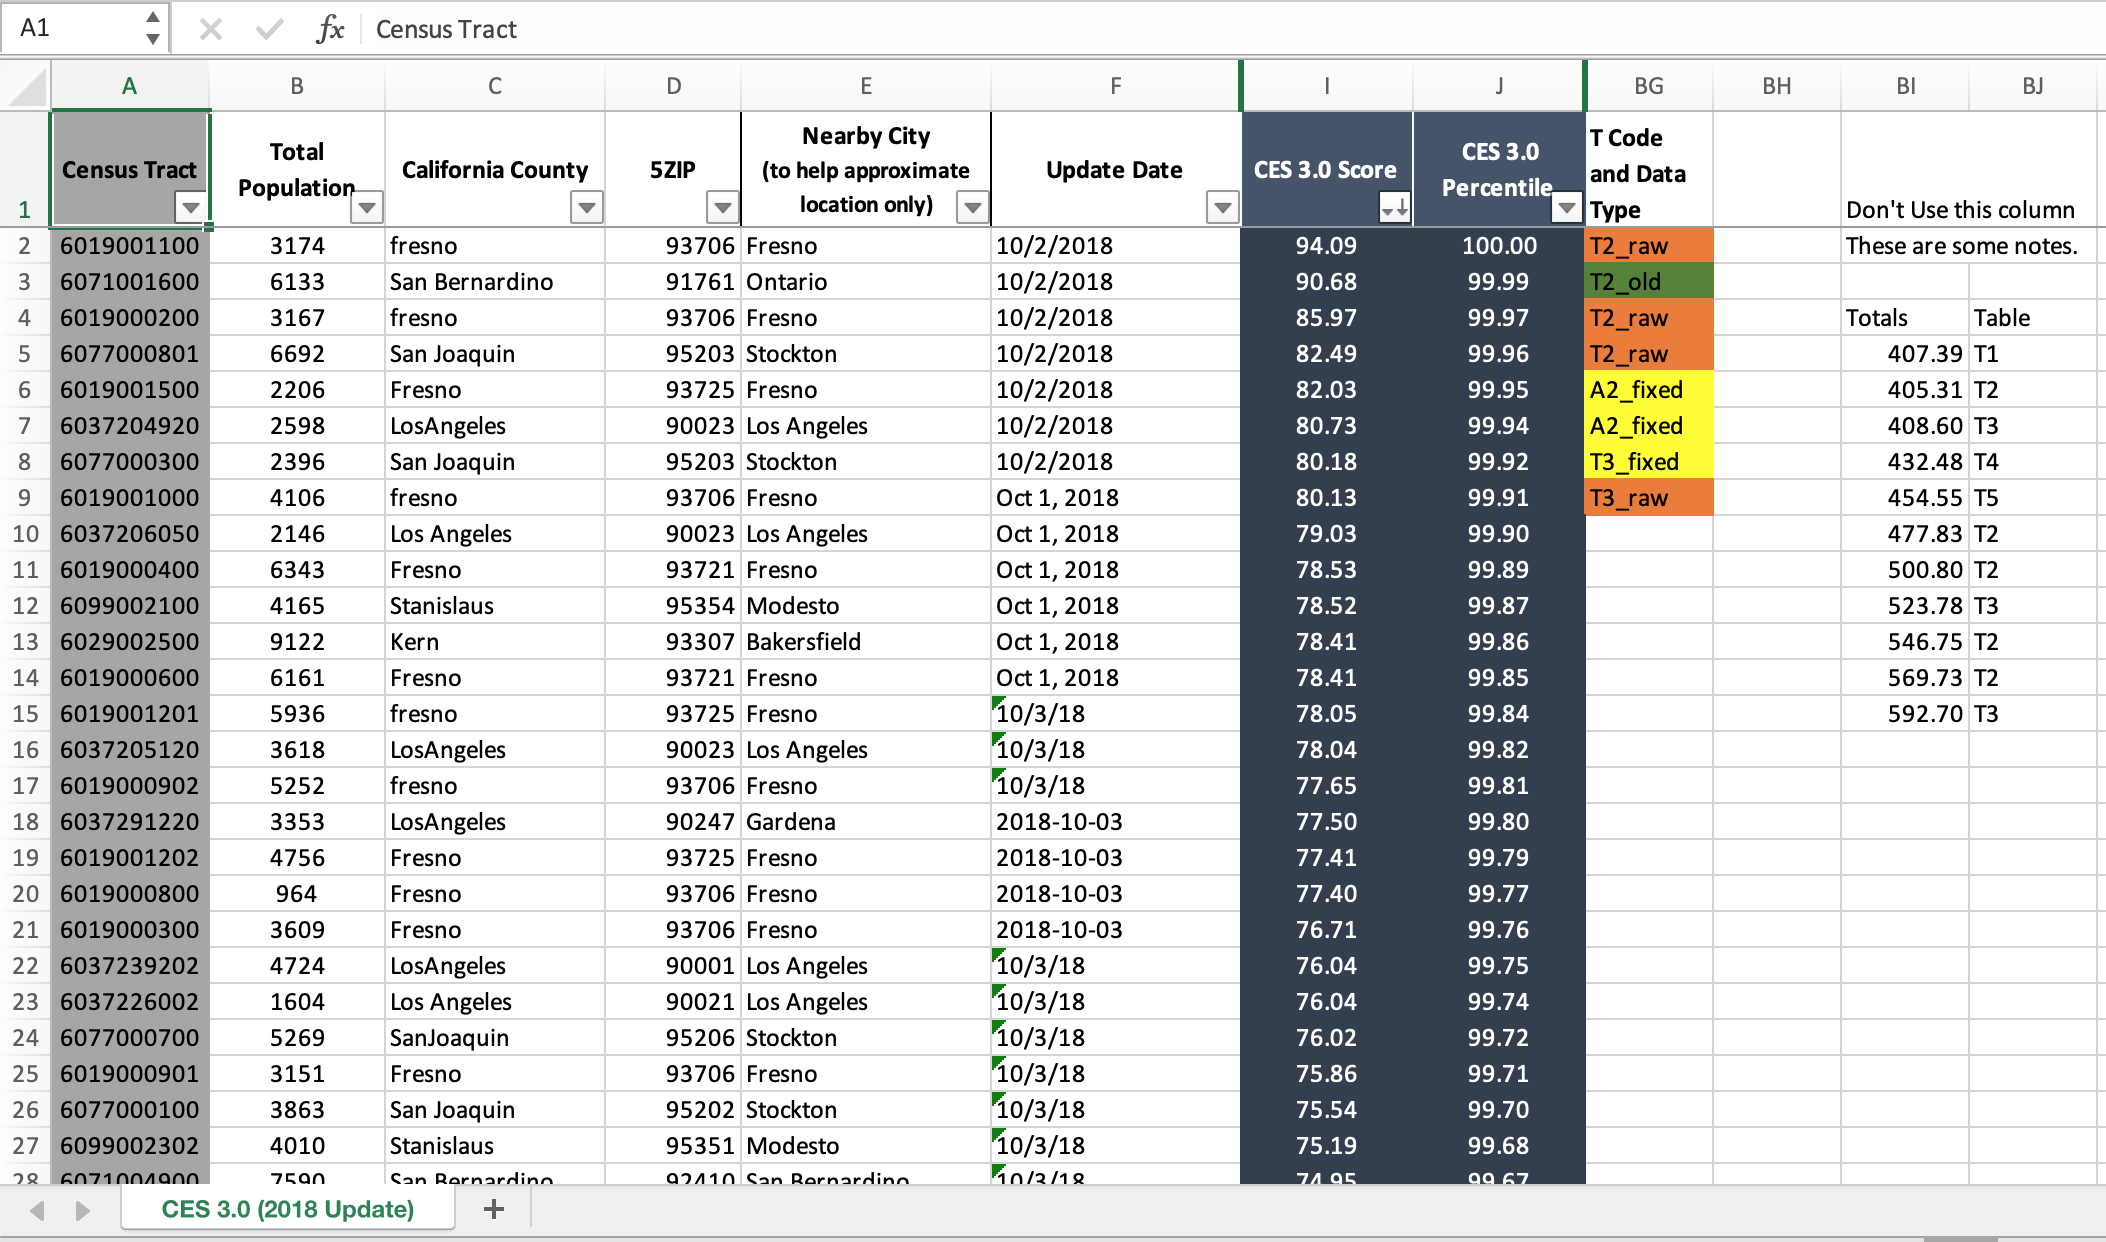 A1 fx Census Tract
A B C D E F I J BG BH BI BJ
1 Census Tract Total Population California County 5ZIP Nearby City (to help approximate location only) Update Date CES 3.0 Score CES 3.0 Percentile T Code and Data Type Don't Use this column
2 6019001100 3174 fresno 93706 Fresno 10/2/2018 94.09 100.00 T2_raw These are some notes.
3 6071001600 6133 San Bernardino 91761 Ontario 10/2/2018 90.68 99.99 T2_old
4 6019000200 3167 fresno 93706 Fresno 10/2/2018 85.97 99.97 T2_raw Totals Table
5 6077000801 6692 San Joaquin 95203 Stockton 10/2/2018 82.49 99.96 T2_raw 407.39 T1
6 6019001500 2206 Fresno 93725 Fresno 10/2/2018 82.03 99.95 A2_fixed 405.31 T2
7 6037204920 2598 LosAngeles 90023 Los Angeles 10/2/2018 80.73 99.94 A2_fixed 408.60 T3
8 6077000300 2396 San Joaquin 95203 Stockton 10/2/2018 80.18 99.92 T3_fixed 432.48 T4
9 6019001000 4106 fresno 93706 Fresno Oct 1, 2018 80.13 99.91 T3_raw 454.55 T5
10 6037206050 2146 Los Angeles 90023 Los Angeles Oct 1, 2018 79.03 99.90 477.83 T2
11 6019000400 6343 Fresno 93721 Fresno Oct 1, 2018 78.53 99.89 500.80 T2
12 6099002100 4165 Stanislaus 95354 Modesto Oct 1, 2018 78.52 99.87 523.78 T3
13 6029002500 9122 Kern 93307 Bakersfield Oct 1, 2018 78.41 99.86 546.75 T2
14 6019000600 6161 Fresno 93721 Fresno Oct 1, 2018 78.41 99.85 569.73 T2
15 6019001201 5936 fresno 93725 Fresno 10/3/18 78.05 99.84 592.70 T3
16 6037205120 3618 LosAngeles 90023 Los Angeles 10/3/18 78.04 99.82
17 6019000902 5252 fresno 93706 Fresno 10/3/18 77.65 99.81
18 6037291220 3353 LosAngeles 90247 Gardena 2018-10-03 77.50 99.80
19 6019001202 4756 Fresno 93725 Fresno 2018-10-03 77.41 99.79
20 6019000800 964 Fresno 93706 Fresno 2018-10-03 77.40 99.77
21 6019000300 3609 Fresno 93706 Fresno 2018-10-03 76.71 99.76
22 6037239202 4724 LosAngeles 90001 Los Angeles 10/3/18 76.04 99.75
23 6037226002 1604 Los Angeles 90021 Los Angeles 10/3/18 76.04 99.74
24 6077000700 5269 SanJoaquin 95206 Stockton 10/3/18 76.02 99.72
25 6019000901 3151 Fresno 93706 Fresno 10/3/18 75.86 99.71
26 6077000100 3863 San Joaquin 95202 Stockton 10/3/18 75.54 99.70
27 6099002302 4010 Stanislaus 95351 Modesto 10/3/18 75.19 99.68
28 6071004900 7590 San Bernardino 92410 San Bernardino 10/3/18 74.95 99.67
CES 3.0 (2018 Update) +